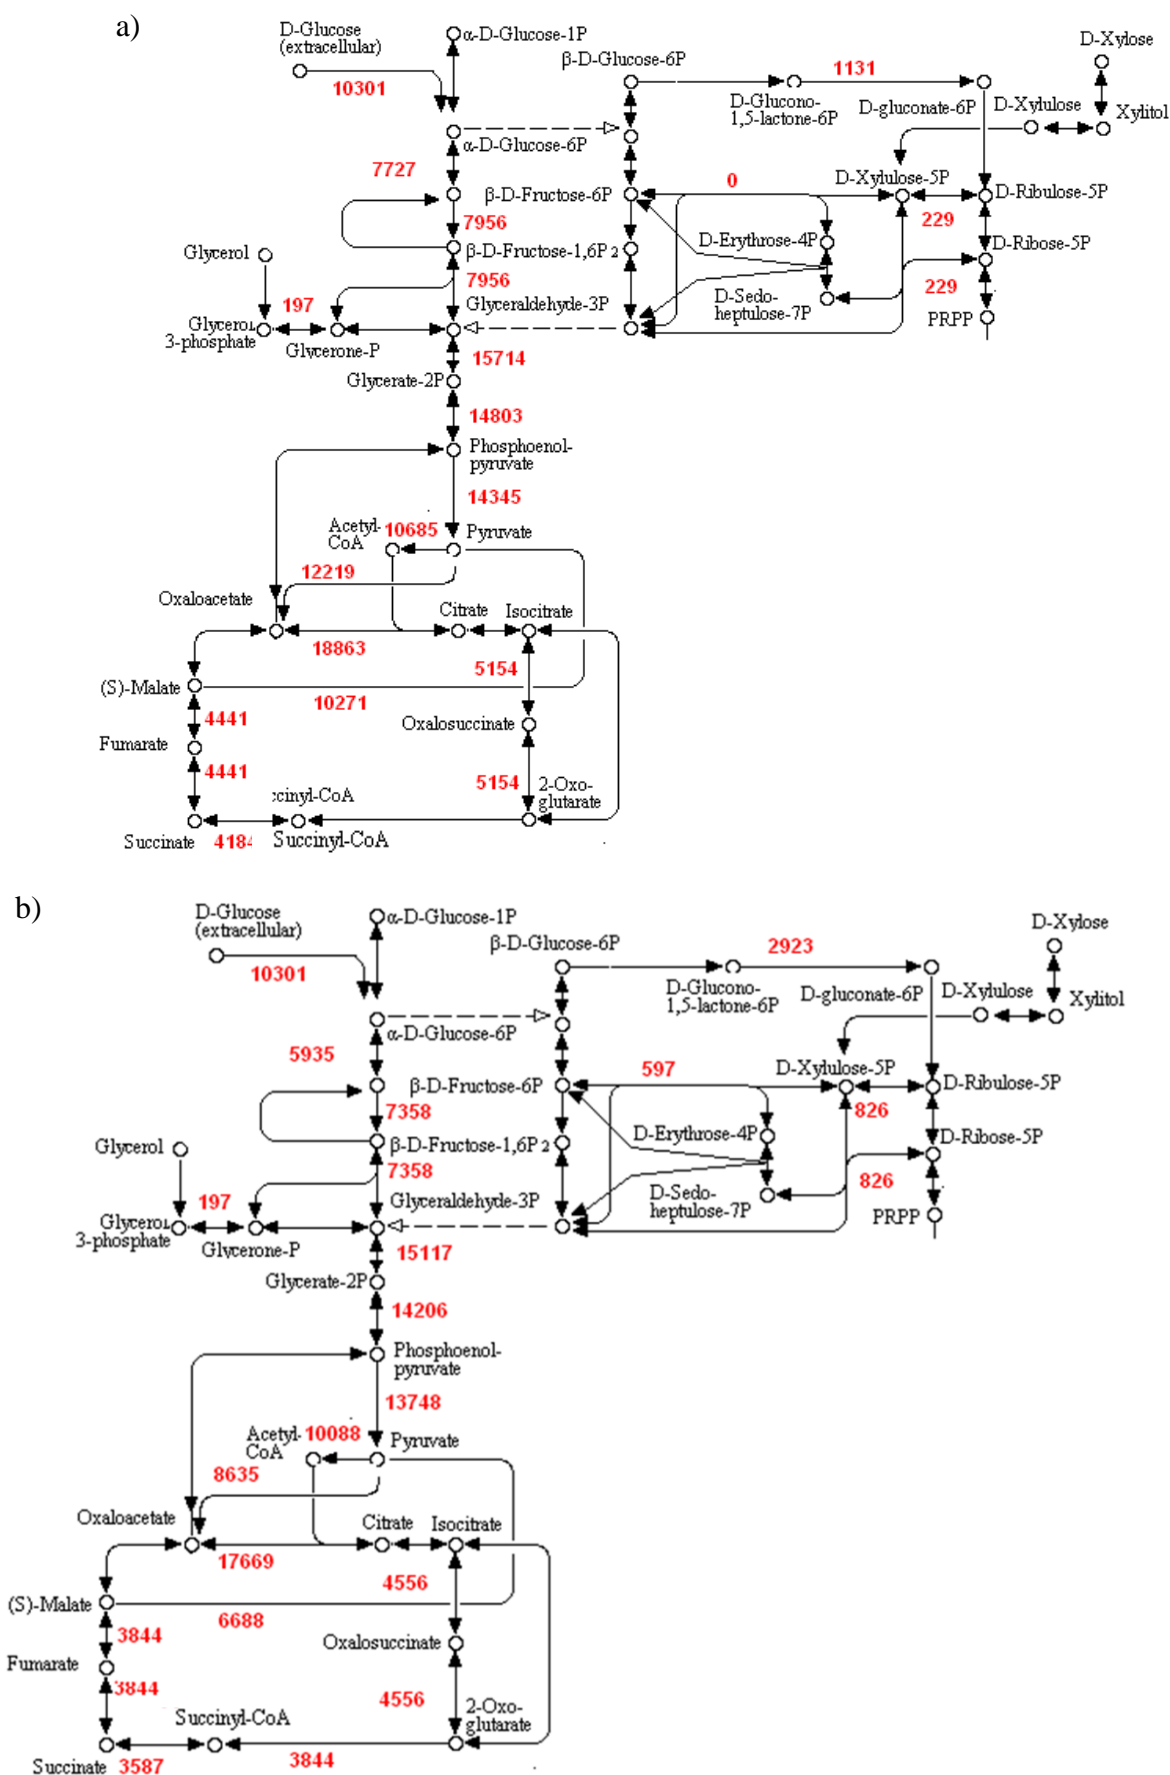 a)
D-Glucose
(extracellular)
10301
α-D-Glucose-1P
β-D-Glucose-6P
1131
D-Glucono-
1,5-lactone-6P
D-gluconate-6P
D-Xylose
D-Xylulose
Xylitol
α-D-Glucose-6P
7727
β-D-Fructose-6P
0
D-Xylulose-5P
D-Ribulose-5P
229
7956
D-Erythrose-4P
D-Ribose-5P
Glycerol
β-D-Fructose-1,6P2
7956
229
197
Glyceraldehyde-3P
D-Sedo-
heptulose-7P
PRPP
3-phosphate
Glycerone-P
15714
Glycerate-2P
14803
Phosphoenol-
pyruvate
14345
Acetyl-
CoA
10685
Pyruvate
12219
Oxaloacetate
Citrate
Isocitrate
18863
5154
(S)-Malate
10271
4441
Oxalosuccinate
Fumarate
4441
5154
2-Oxo-
glutarate
ccinyl-CoA
Succinate
4184
Succinyl-CoA
b)
D-Glucose
(extracellular)
10301
α-D-Glucose-1P
β-D-Glucose-6P
2923
D-Glucono-
1,5-lactone-6P
D-gluconate-6P
D-Xylose
D-Xylulose
Xylitol
α-D-Glucose-6P
5935
β-D-Fructose-6P
597
D-Xylulose-5P
D-Ribulose-5P
826
7358
D-Erythrose-4P
D-Ribose-5P
Glycerol
β-D-Fructose-1,6P2
7358
826
197
Glyceraldehyde-3P
D-Sedo-
heptulose-7P
PRPP
3-phosphate
Glycerone-P
15117
Glycerate-2P
14206
Phosphoenol-
pyruvate
13748
Acetyl-
CoA
10088
Pyruvate
8635
Oxaloacetate
Citrate
Isocitrate
17669
4556
(S)-Malate
6688
3844
Oxalosuccinate
Fumarate
3844
4556
2-Oxo-
glutarate
Succinyl-CoA
Succinate
3587
3844